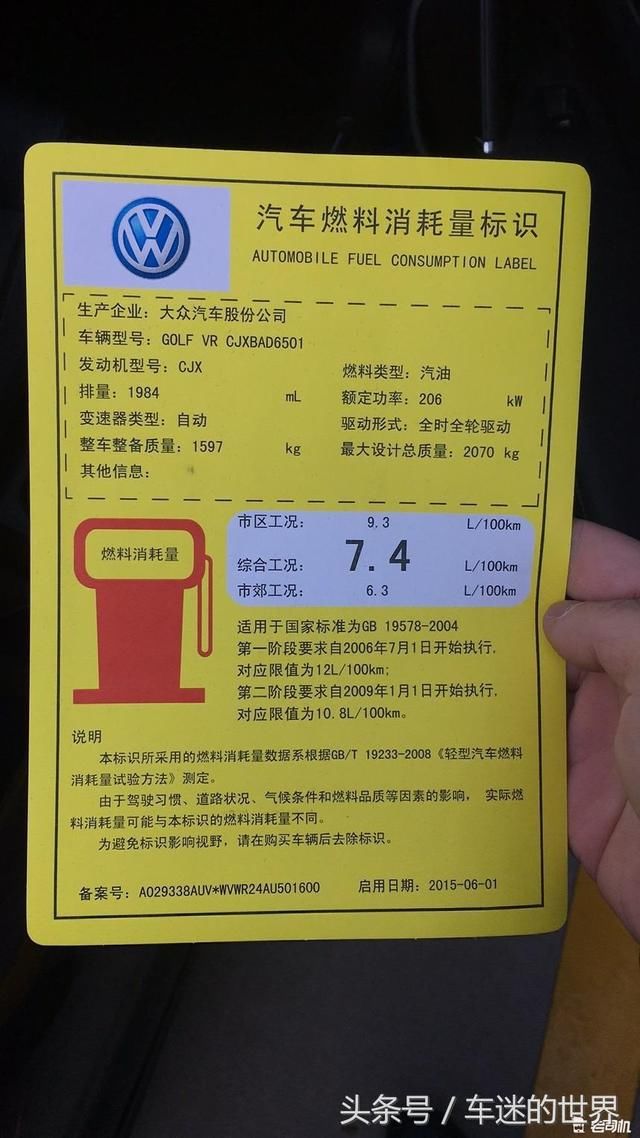 汽车燃料消耗量标识
AUTOMOBILE FUEL CONSUMPTION LABEL
生产企业：大众汽车股份公司
车辆型号：GOLF VR CJXBAD6501
发动机型号：CJX 燃料类型：汽油
排量：1984 mL 额定功率：206 kW
变速器类型：自动 驱动形式：全时全轮驱动
整车整备质量：1597 kg 最大设计总质量：2070 kg
其他信息：
燃料消耗量
市区工况： 9.3 L/100km
综合工况： 7.4 L/100km
市郊工况： 6.3 L/100km
适用于国家标准为GB 19578-2004
第一阶段要求自2006年7月1日开始执行，
对应限值为12L/100km;
第二阶段要求自2009年1月1日开始执行，
对应限值为10.8L/100km。
说明
本标识所采用的燃料消耗量数据系根据GB/T 19233-2008《轻型汽车燃料
消耗量试验方法》测定。
由于驾驶习惯、道路状况、气候条件和燃料品质等因素的影响，实际燃
料消耗量可能与本标识的燃料消耗量不同。
为避免标识影响视野，请在购买车辆后去除标识。
备案号：A029338AUV*WVWR24AU501600 启用日期：2015-06-01
头条号／车迷的世界
老司机